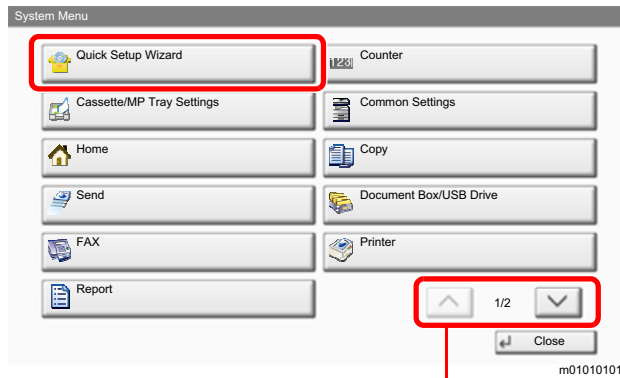 System Menu
Quick Setup Wizard
123
Counter
Cassette/MP Tray Settings
Common Settings
Home
Copy
Send
Document Box/USB Drive
FAX
Printer
Report
1/2
Close
m01010101